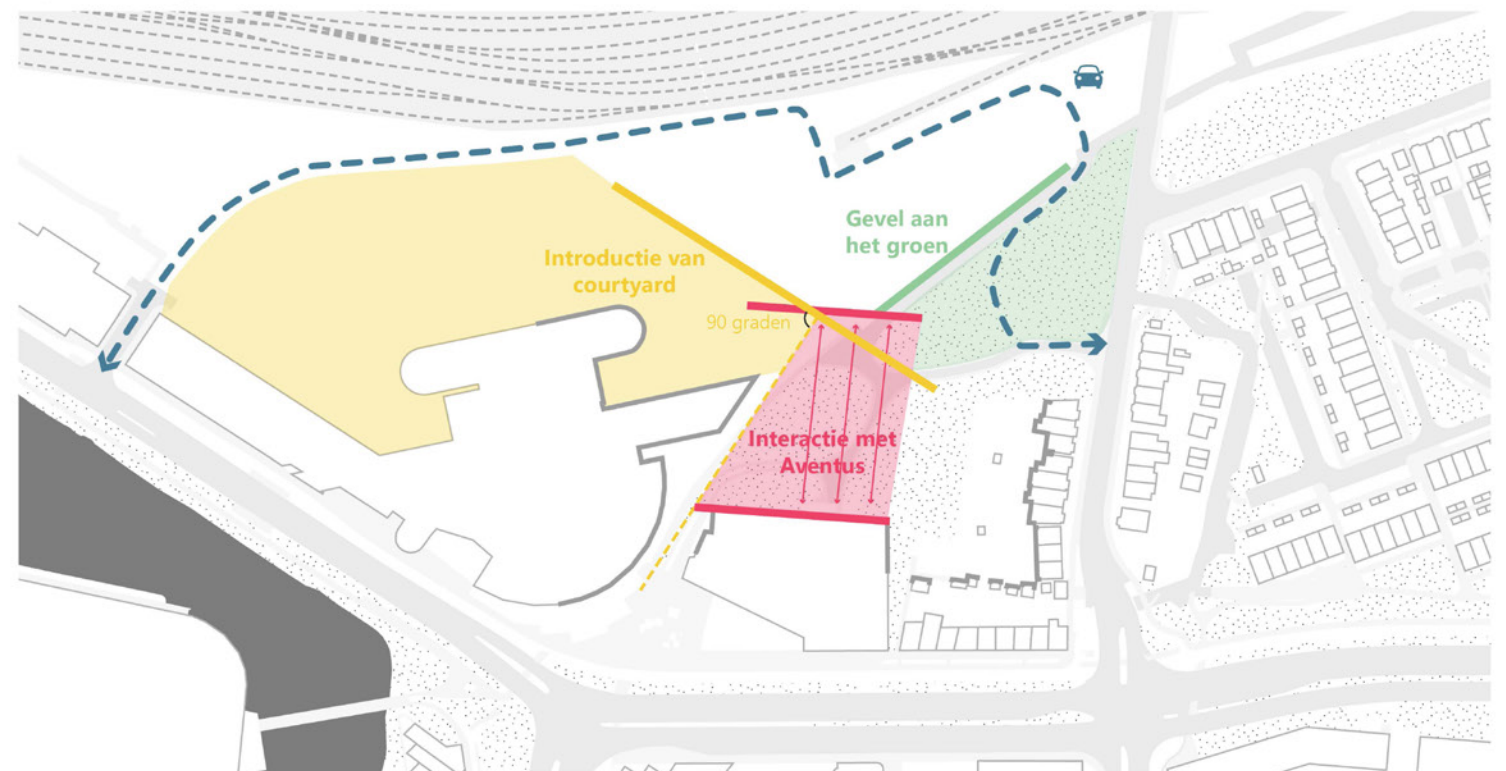 Gevel aan
het groen
Introductie van
courtyard
90 graden
Interactie met
Aventus